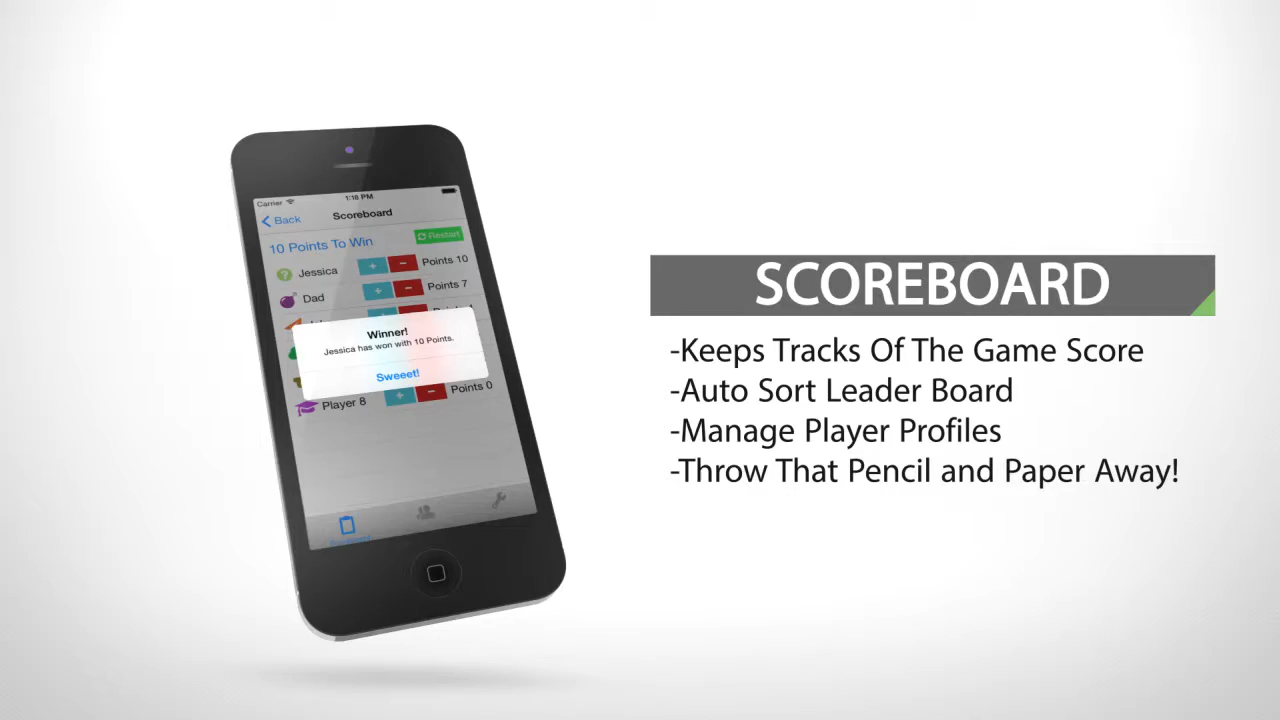 Carrier 1:18 PM
Back Scoreboard
10 Points To Win Restart
Jessica + - Points 10
Dad + - Points 7
Winner!
Jessica has won with 10 Points.
Sweeet!
Player 8 + - Points 0
SCOREBOARD
-Keeps Tracks Of The Game Score
-Auto Sort Leader Board
-Manage Player Profiles
-Throw That Pencil and Paper Away!